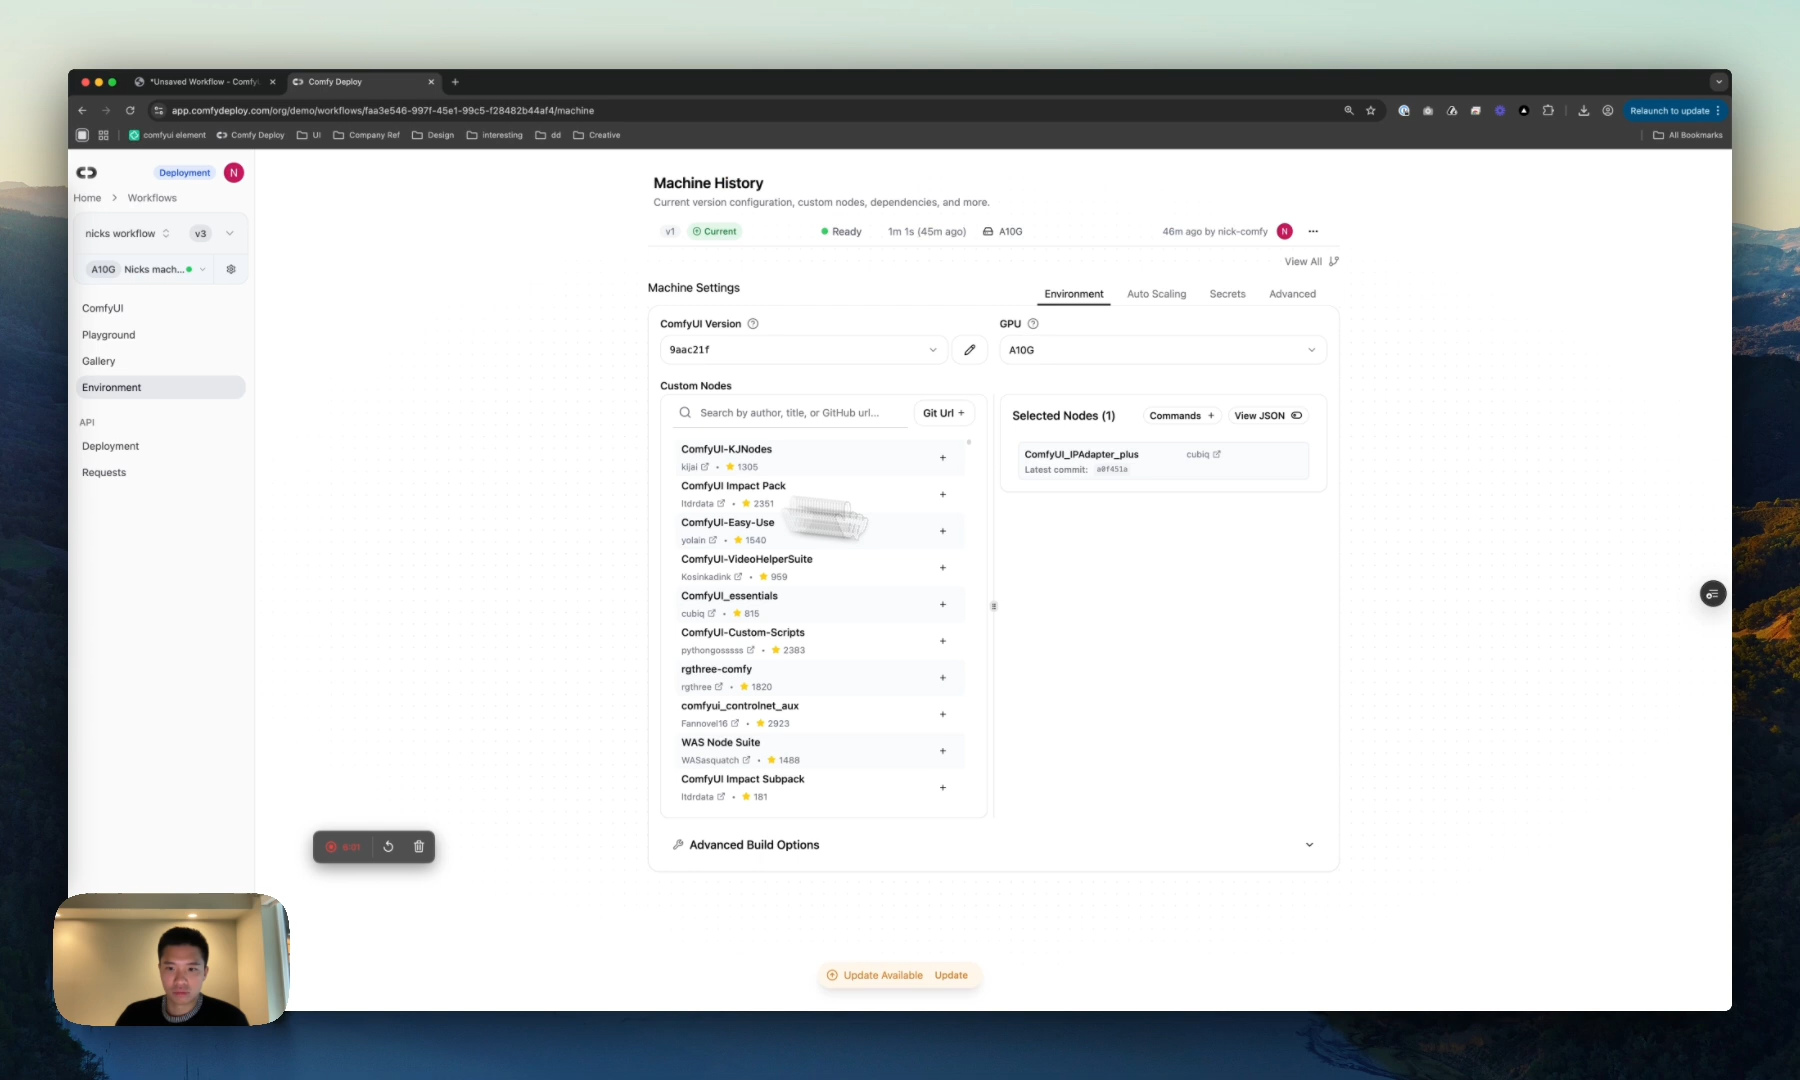 *Unsaved Workflow - ComfyU
Comfy Deploy
app.comfydeploy.com/org/demo/workflows/faa3e546-997f-45e1-99c5-f28482b44af4/machine
Relaunch to update
comfyui element
Comfy Deploy
UI
Company Ref
Design
interesting
dd
Creative
All Bookmarks
Deployment
N
Home > Workflows
nicks workflow
v3
A10G Nicks mach...
ComfyUI
Playground
Gallery
Environment
API
Deployment
Requests
Machine History
Current version configuration, custom nodes, dependencies, and more.
v1 Current Ready 1m 1s (45m ago) A10G 46m ago by nick-comfy N
View All
Machine Settings
Environment Auto Scaling Secrets Advanced
ComfyUI Version
9aac21f
GPU
A10G
Custom Nodes
Search by author, title, or GitHub url...
Git Url +
ComfyUI-KJNodes
kijai • 1305
ComfyUI Impact Pack
ltdrdata • 2351
ComfyUI-Easy-Use
yolain • 1540
ComfyUI-VideoHelperSuite
Kosinkadink • 959
ComfyUI_essentials
cubiq • 815
ComfyUI-Custom-Scripts
pythongosssss • 2383
rgthree-comfy
rgthree • 1820
comfyui_controlnet_aux
Fannovel16 • 2923
WAS Node Suite
WASasquatch • 1488
ComfyUI Impact Subpack
ltdrdata • 181
Selected Nodes (1)
Commands +
View JSON
ComfyUI_IPAdapter_plus cubiq
Latest commit: a0f451a
Advanced Build Options
6:01
Update Available Update